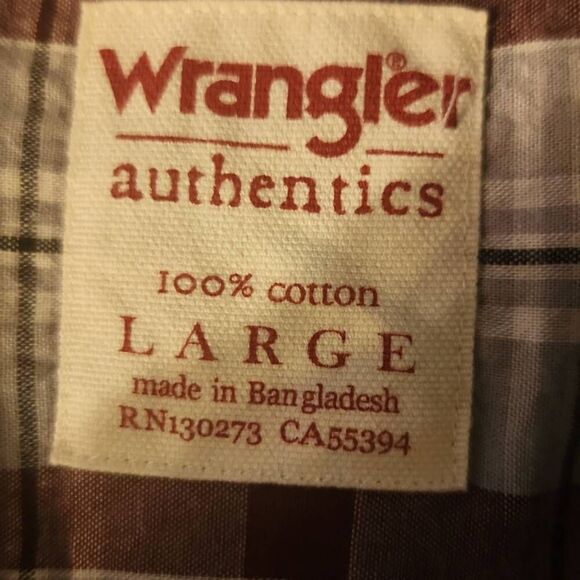 Wrangler®
authentics
100% cotton
LARGE
made in Bangladesh
RN130273 CA55394